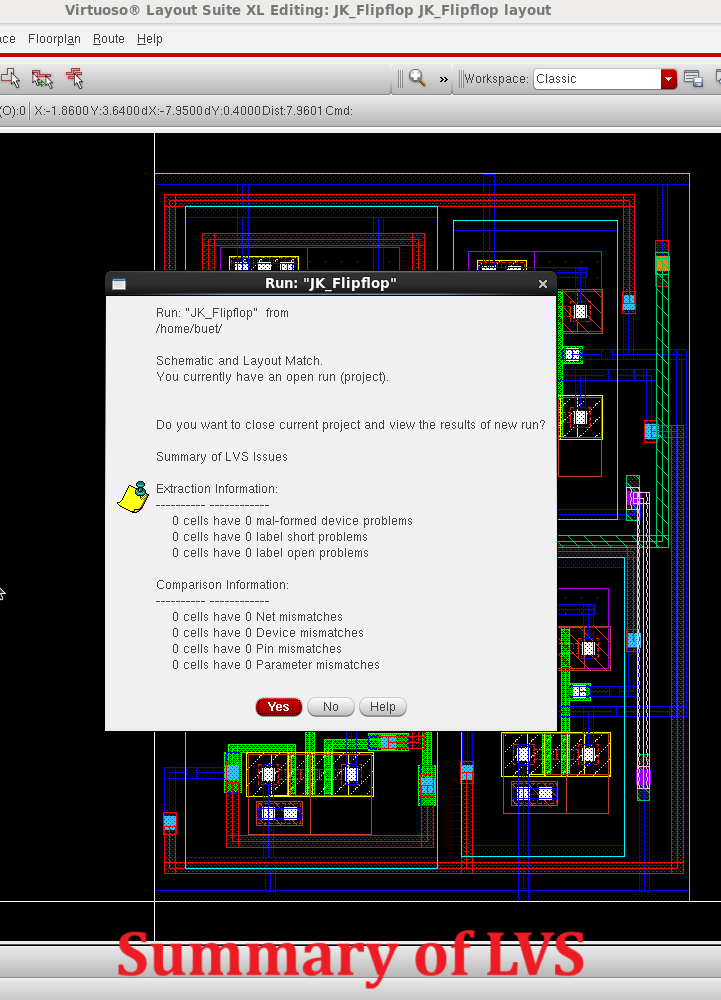 Virtuoso® Layout Suite XL Editing: JK_Flipflop JK_Flipflop layout
ce Floorplan Route Help
» Workspace: Classic
(O):0 X:-1.8600 Y:3.6400 dX:-7.9500 dY:0.4000 Dist:7.9601 Cmd:
Run: "JK_Flipflop"
Run: "JK_Flipflop" from
/home/buet/
Schematic and Layout Match.
You currently have an open run (project).
Do you want to close current project and view the results of new run?
Summary of LVS Issues
Extraction Information:
---------- ------------
0 cells have 0 mal-formed device problems
0 cells have 0 label short problems
0 cells have 0 label open problems
Comparison Information:
---------- ------------
0 cells have 0 Net mismatches
0 cells have 0 Device mismatches
0 cells have 0 Pin mismatches
0 cells have 0 Parameter mismatches
Yes No Help
Summary of LVS